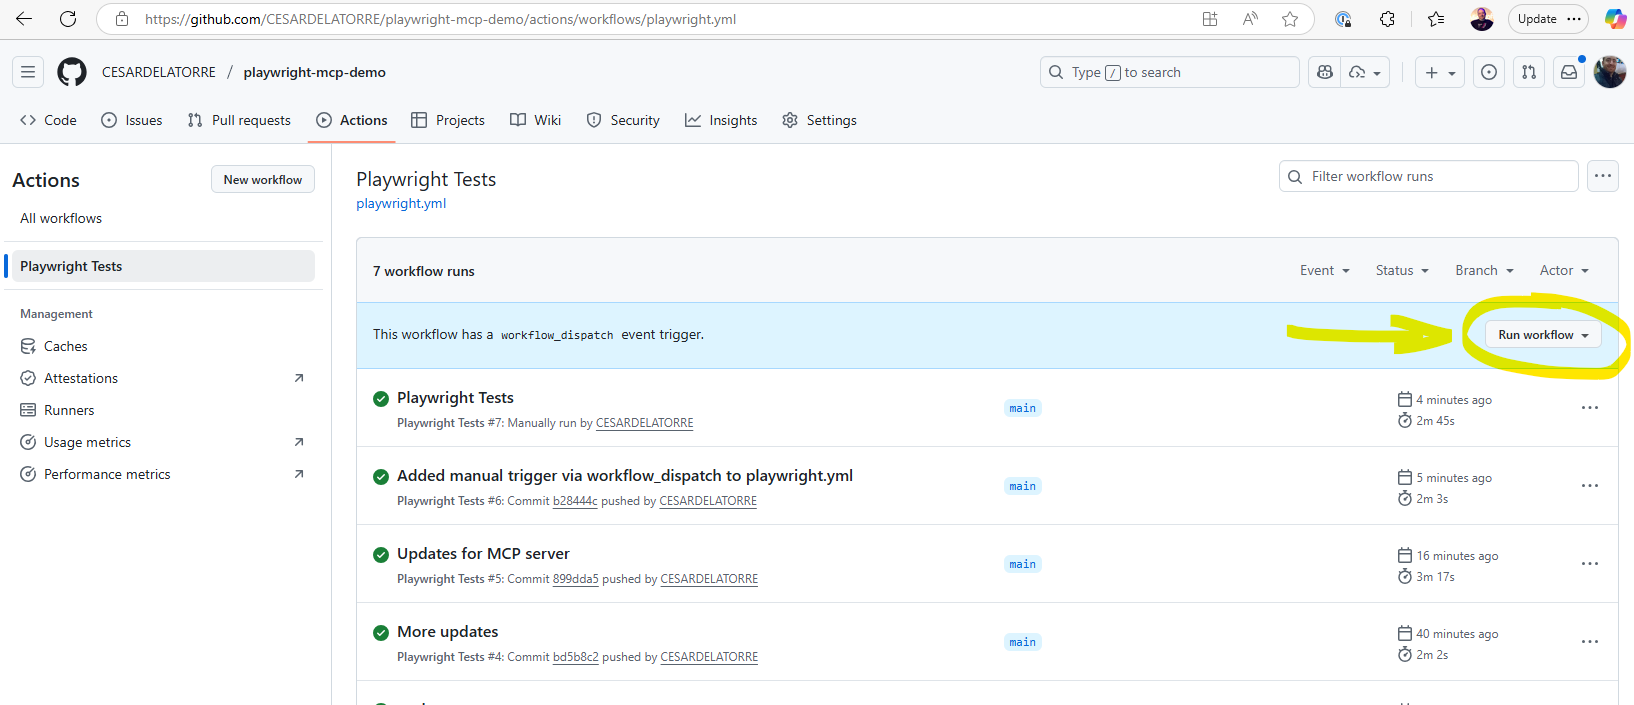 https://github.com/CESARDELATORRE/playwright-mcp-demo/actions/workflows/playwright.yml
Update
CESARDELATORRE / playwright-mcp-demo
Type / to search
Code Issues Pull requests Actions Projects Wiki Security Insights Settings
Actions
New workflow
All workflows
Playwright Tests
Management
Caches
Attestations
Runners
Usage metrics
Performance metrics
Playwright Tests
playwright.yml
Filter workflow runs
7 workflow runs
Event Status Branch Actor
This workflow has a workflow_dispatch event trigger.
Run workflow
Playwright Tests
Playwright Tests #7: Manually run by CESARDELATORRE
main
4 minutes ago
2m 45s
Added manual trigger via workflow_dispatch to playwright.yml
Playwright Tests #6: Commit b28444c pushed by CESARDELATORRE
main
5 minutes ago
2m 3s
Updates for MCP server
Playwright Tests #5: Commit 899dda5 pushed by CESARDELATORRE
main
16 minutes ago
3m 17s
More updates
Playwright Tests #4: Commit bd5b8c2 pushed by CESARDELATORRE
main
40 minutes ago
2m 2s